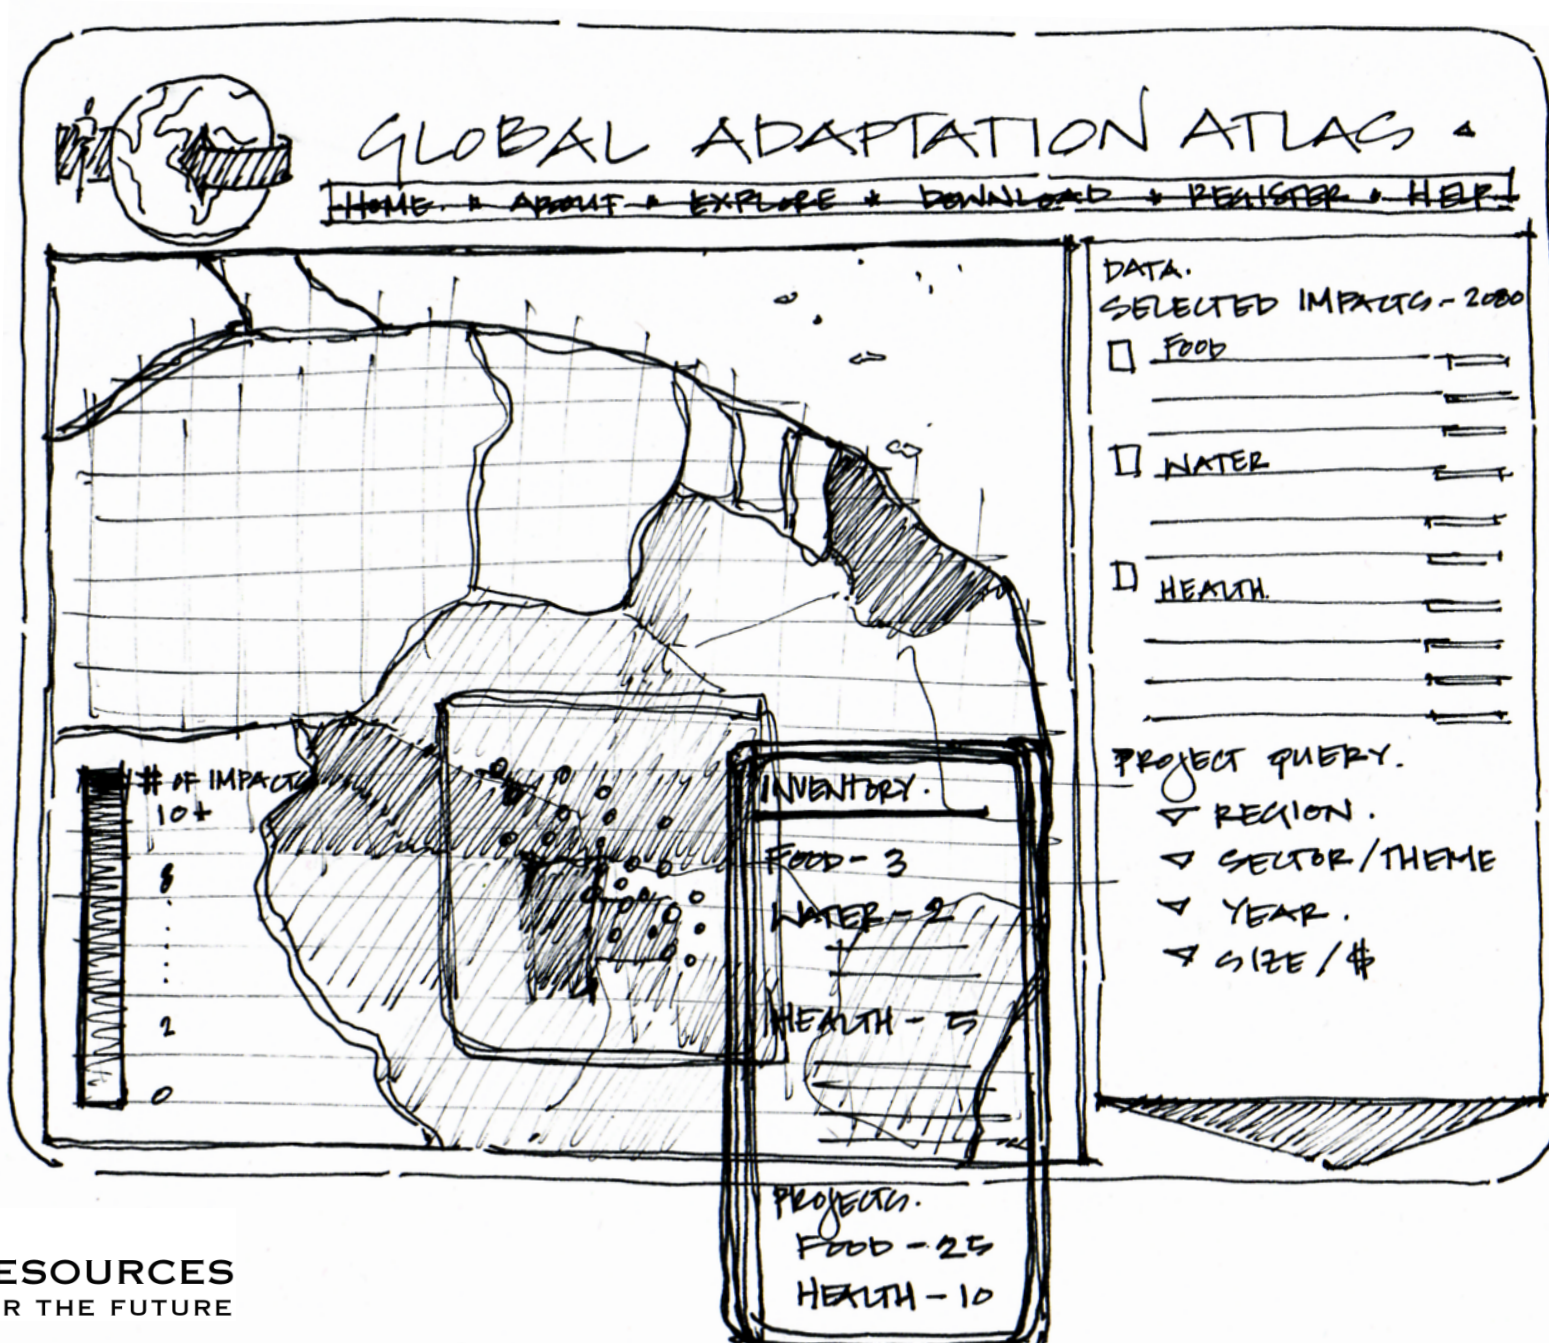 GLOBAL ADAPTATION ATLAS
HOME * ABOUT * EXPLORE * DOWNLOAD * REGISTER * HELP
DATA.
SELECTED IMPACTS - 2080
FOOD
WATER
HEALTH.
PROJECT QUERY.
REGION.
SECTOR/THEME
YEAR.
SIZE/$
# OF IMPACTS
10+
8
2
0
INVENTORY.
FOOD - 3
WATER - 2
HEALTH - 5
PROJECTS.
FOOD - 25
HEALTH - 10
ESOURCES
R THE FUTURE